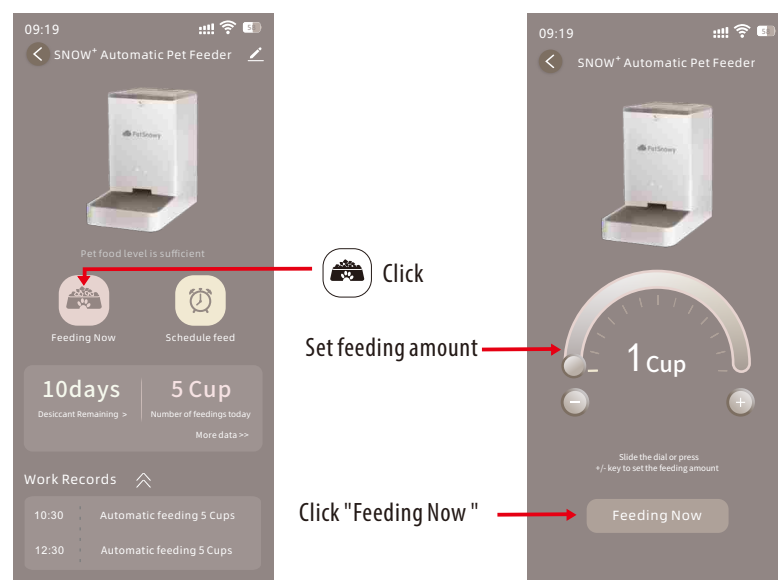 09:19
SNOW⁺ Automatic Pet Feeder
PetSnowy
Pet food level is sufficient
Feeding Now
Schedule feed
10days
Desiccant Remaining >
5 Cup
Number of feedings today
More data >>
Work Records
10:30 Automatic feeding 5 Cups
12:30 Automatic feeding 5 Cups
Click
Set feeding amount
Click "Feeding Now "
09:19
SNOW⁺ Automatic Pet Feeder
PetSnowy
1 Cup
Slide the dial or press
+/- key to set the feeding amount
Feeding Now